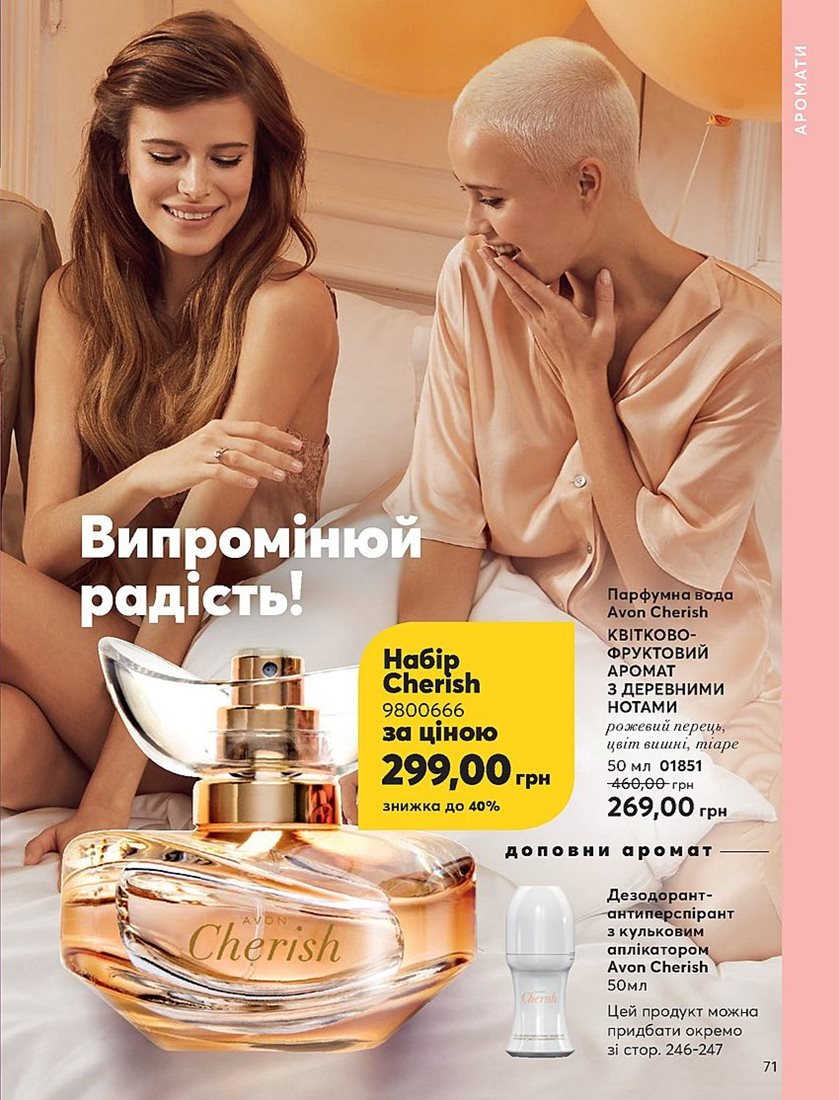 АРОМАТИ
Випромінюй
радість!
Набір
Cherish
9800666
за ціною
299,00 грн
знижка до 40%
Парфумна вода
Avon Cherish
КВІТКОВО-
ФРУКТОВИЙ
АРОМАТ
З ДЕРЕВНИМИ
НОТАМИ
рожевий перець,
цвіт вишні, тіаре
50 мл 01851
460,00 грн
269,00 грн
доповни аромат
Дезодорант-
антиперспірант
з кульковим
аплікатором
Avon Cherish
50мл
Цей продукт можна
придбати окремо
зі стор. 246-247
AVON
Cherish
AVON
Cherish
71